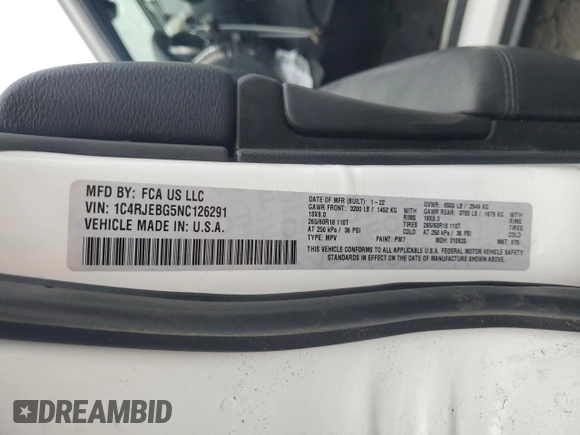 MFD BY: FCA US LLC
VIN: 1C4RJEBG5NC126291
VEHICLE MADE IN: U.S.A.
DATE OF MFR (BUILT): 1-22
GVWR: 6500 LB / 2949 KG
GAWR FRONT: 3200 LB / 1452 KG WITH
18X8.0 RIMS
265/60R18 110T TIRES
AT 250 kPa / 36 PSI COLD
GAWR REAR: 3700 LB / 1678 KG WITH
18X8.0 RIMS
265/60R18 110T TIRES
AT 250 kPa / 36 PSI COLD
TYPE: MPV PAINT: PW7 MDH:
THIS VEHICLE CONFORMS TO ALL APPLICABLE U.S.A. FEDERAL MOTOR VEHICLE SAFETY
STANDARDS IN EFFECT ON THE DATE OF MANUFACTURE SHOWN ABOVE.
DREAMBID